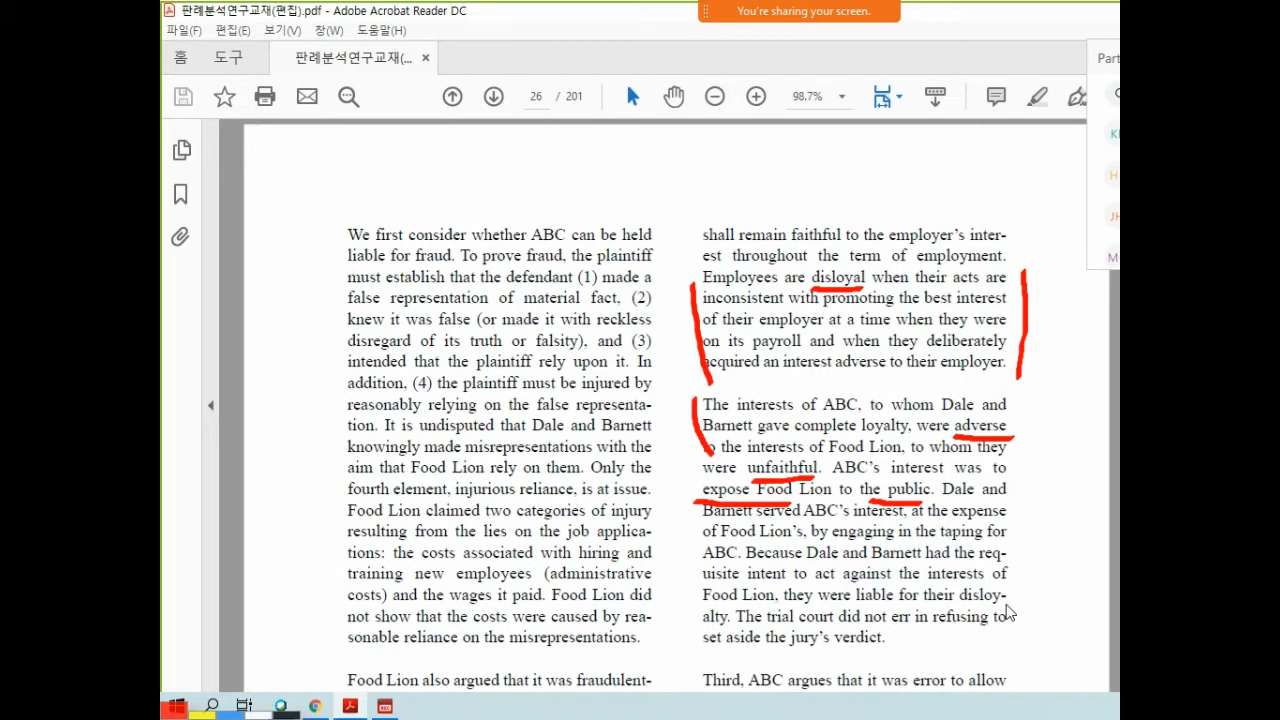 판례분석연구교재(편집).pdf - Adobe Acrobat Reader DC
You're sharing your screen.
파일(F) 편집(E) 보기(V) 창(W) 도움말(H)
홈 도구 판례분석연구교재(... ×
Part
26 / 201
98.7%
KI
H
JH
M
We first consider whether ABC can be held
liable for fraud. To prove fraud, the plaintiff
must establish that the defendant (1) made a
false representation of material fact, (2)
knew it was false (or made it with reckless
disregard of its truth or falsity), and (3)
intended that the plaintiff rely upon it. In
addition, (4) the plaintiff must be injured by
reasonably relying on the false representa-
tion. It is undisputed that Dale and Barnett
knowingly made misrepresentations with the
aim that Food Lion rely on them. Only the
fourth element, injurious reliance, is at issue.
Food Lion claimed two categories of injury
resulting from the lies on the job applica-
tions: the costs associated with hiring and
training new employees (administrative
costs) and the wages it paid. Food Lion did
not show that the costs were caused by rea-
sonable reliance on the misrepresentations.
Food Lion also argued that it was fraudulent-
shall remain faithful to the employer's inter-
est throughout the term of employment.
Employees are disloyal when their acts are
inconsistent with promoting the best interest
of their employer at a time when they were
on its payroll and when they deliberately
acquired an interest adverse to their employer.
The interests of ABC, to whom Dale and
Barnett gave complete loyalty, were adverse
to the interests of Food Lion, to whom they
were unfaithful. ABC's interest was to
expose Food Lion to the public. Dale and
Barnett served ABC's interest, at the expense
of Food Lion's, by engaging in the taping for
ABC. Because Dale and Barnett had the req-
uisite intent to act against the interests of
Food Lion, they were liable for their disloy-
alty. The trial court did not err in refusing to
set aside the jury's verdict.
Third, ABC argues that it was error to allow